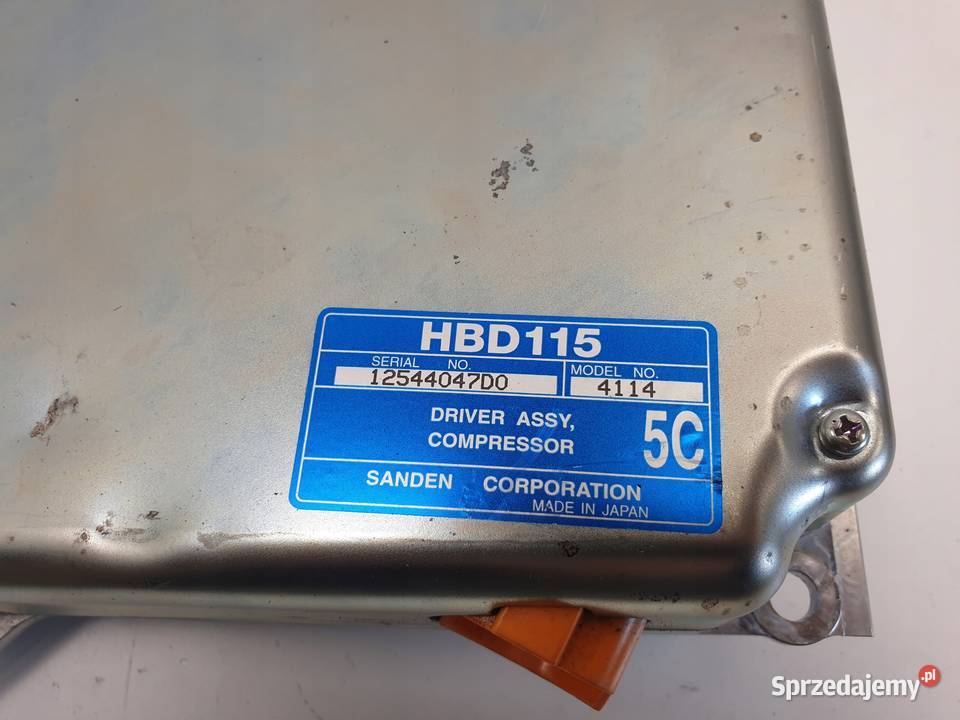 HBD115
SERIAL NO.
12544047D0
MODEL NO.
4114
DRIVER ASSY,
COMPRESSOR
5C
SANDEN CORPORATION
MADE IN JAPAN
Sprzedajemy.pl